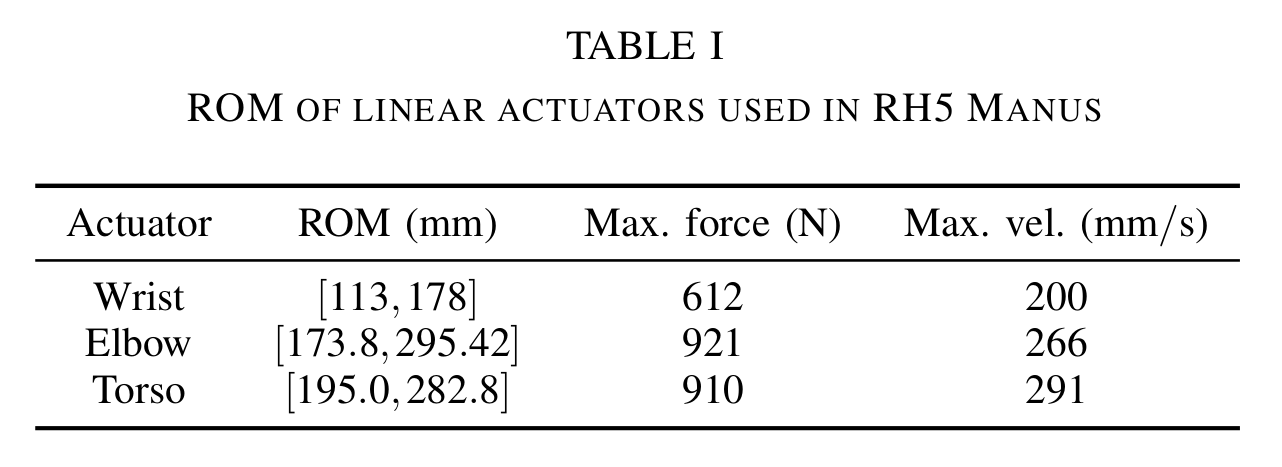 TABLE I
ROM OF LINEAR ACTUATORS USED IN RH5 MANUS
Actuator ROM (mm) Max. force (N) Max. vel. (mm/s)
Wrist [113,178] 612 200
Elbow [173.8,295.42] 921 266
Torso [195.0,282.8] 910 291